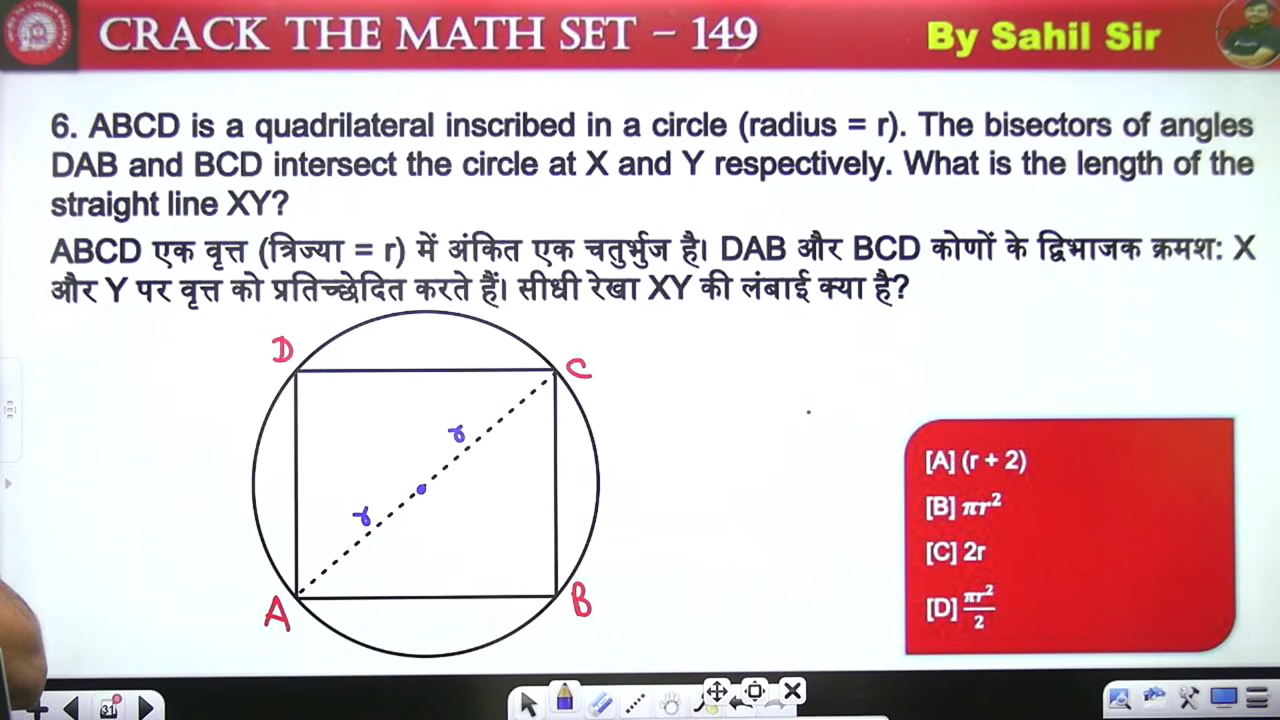 CRACK THE MATH SET – 149
By Sahil Sir
6. ABCD is a quadrilateral inscribed in a circle (radius = r). The bisectors of angles
DAB and BCD intersect the circle at X and Y respectively. What is the length of the
straight line XY?
ABCD एक वृत्त (त्रिज्या = r) में अंकित एक चतुर्भुज है। DAB और BCD कोणों के द्विभाजक क्रमश: X
और Y पर वृत्त को प्रतिच्छेदित करते हैं। सीधी रेखा XY की लंबाई क्या है?
D
C
r
r
A
B
[A] (r + 2)
[B] πr²
[C] 2r
[D] πr²/2
31